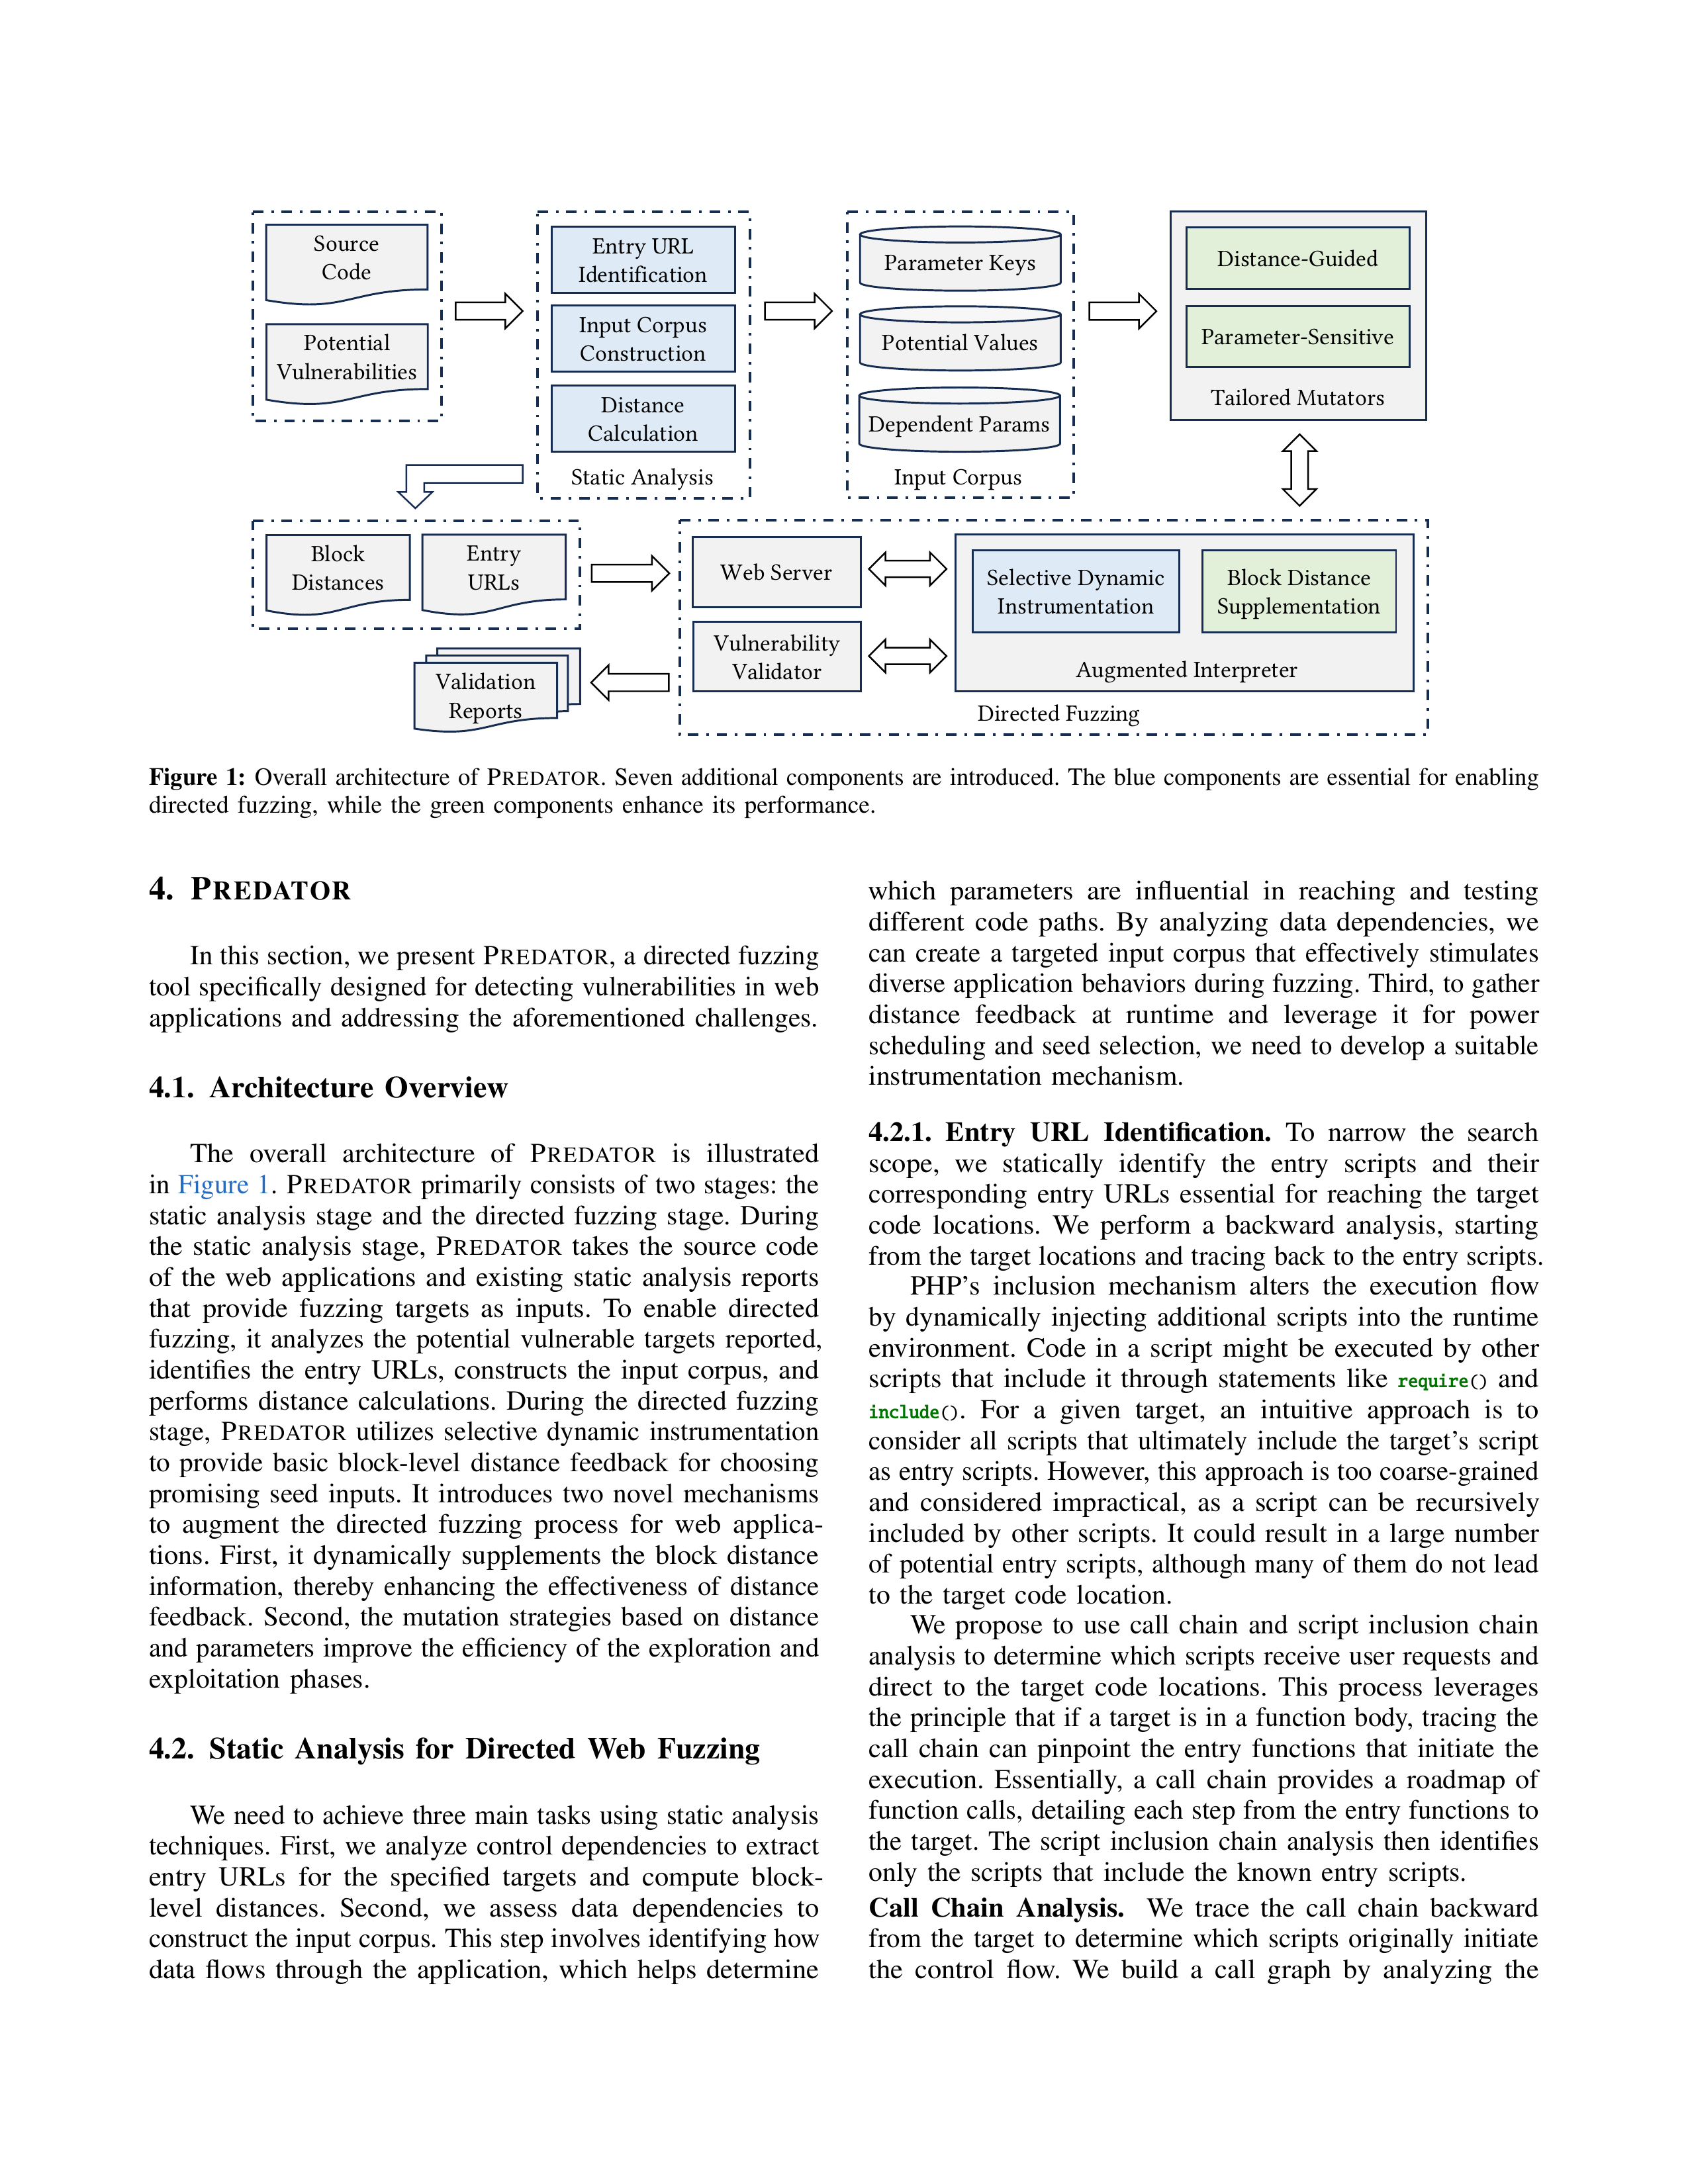 Source
Code
Potential
Vulnerabilities
Entry URL
Identification
Input Corpus
Construction
Distance
Calculation
Static Analysis
Parameter Keys
Potential Values
Dependent Params
Input Corpus
Distance-Guided
Parameter-Sensitive
Tailored Mutators
Block
Distances
Entry
URLs
Web Server
Vulnerability
Validator
Selective Dynamic
Instrumentation
Block Distance
Supplementation
Augmented Interpreter
Directed Fuzzing
Validation
Reports
Figure 1: Overall architecture of PREDATOR. Seven additional components are introduced. The blue components are essential for enabling
directed fuzzing, while the green components enhance its performance.
4. PREDATOR
In this section, we present PREDATOR, a directed fuzzing
tool specifically designed for detecting vulnerabilities in web
applications and addressing the aforementioned challenges.
4.1. Architecture Overview
The overall architecture of PREDATOR is illustrated
in Figure 1. PREDATOR primarily consists of two stages: the
static analysis stage and the directed fuzzing stage. During
the static analysis stage, PREDATOR takes the source code
of the web applications and existing static analysis reports
that provide fuzzing targets as inputs. To enable directed
fuzzing, it analyzes the potential vulnerable targets reported,
identifies the entry URLs, constructs the input corpus, and
performs distance calculations. During the directed fuzzing
stage, PREDATOR utilizes selective dynamic instrumentation
to provide basic block-level distance feedback for choosing
promising seed inputs. It introduces two novel mechanisms
to augment the directed fuzzing process for web applica-
tions. First, it dynamically supplements the block distance
information, thereby enhancing the effectiveness of distance
feedback. Second, the mutation strategies based on distance
and parameters improve the efficiency of the exploration and
exploitation phases.
4.2. Static Analysis for Directed Web Fuzzing
We need to achieve three main tasks using static analysis
techniques. First, we analyze control dependencies to extract
entry URLs for the specified targets and compute block-
level distances. Second, we assess data dependencies to
construct the input corpus. This step involves identifying how
data flows through the application, which helps determine
which parameters are influential in reaching and testing
different code paths. By analyzing data dependencies, we
can create a targeted input corpus that effectively stimulates
diverse application behaviors during fuzzing. Third, to gather
distance feedback at runtime and leverage it for power
scheduling and seed selection, we need to develop a suitable
instrumentation mechanism.
4.2.1. Entry URL Identification. To narrow the search
scope, we statically identify the entry scripts and their
corresponding entry URLs essential for reaching the target
code locations. We perform a backward analysis, starting
from the target locations and tracing back to the entry scripts.
PHP's inclusion mechanism alters the execution flow
by dynamically injecting additional scripts into the runtime
environment. Code in a script might be executed by other
scripts that include it through statements like require() and
include(). For a given target, an intuitive approach is to
consider all scripts that ultimately include the target's script
as entry scripts. However, this approach is too coarse-grained
and considered impractical, as a script can be recursively
included by other scripts. It could result in a large number
of potential entry scripts, although many of them do not lead
to the target code location.
We propose to use call chain and script inclusion chain
analysis to determine which scripts receive user requests and
direct to the target code locations. This process leverages
the principle that if a target is in a function body, tracing the
call chain can pinpoint the entry functions that initiate the
execution. Essentially, a call chain provides a roadmap of
function calls, detailing each step from the entry functions to
the target. The script inclusion chain analysis then identifies
only the scripts that include the known entry scripts.
Call Chain Analysis. We trace the call chain backward
from the target to determine which scripts originally initiate
the control flow. We build a call graph by analyzing the